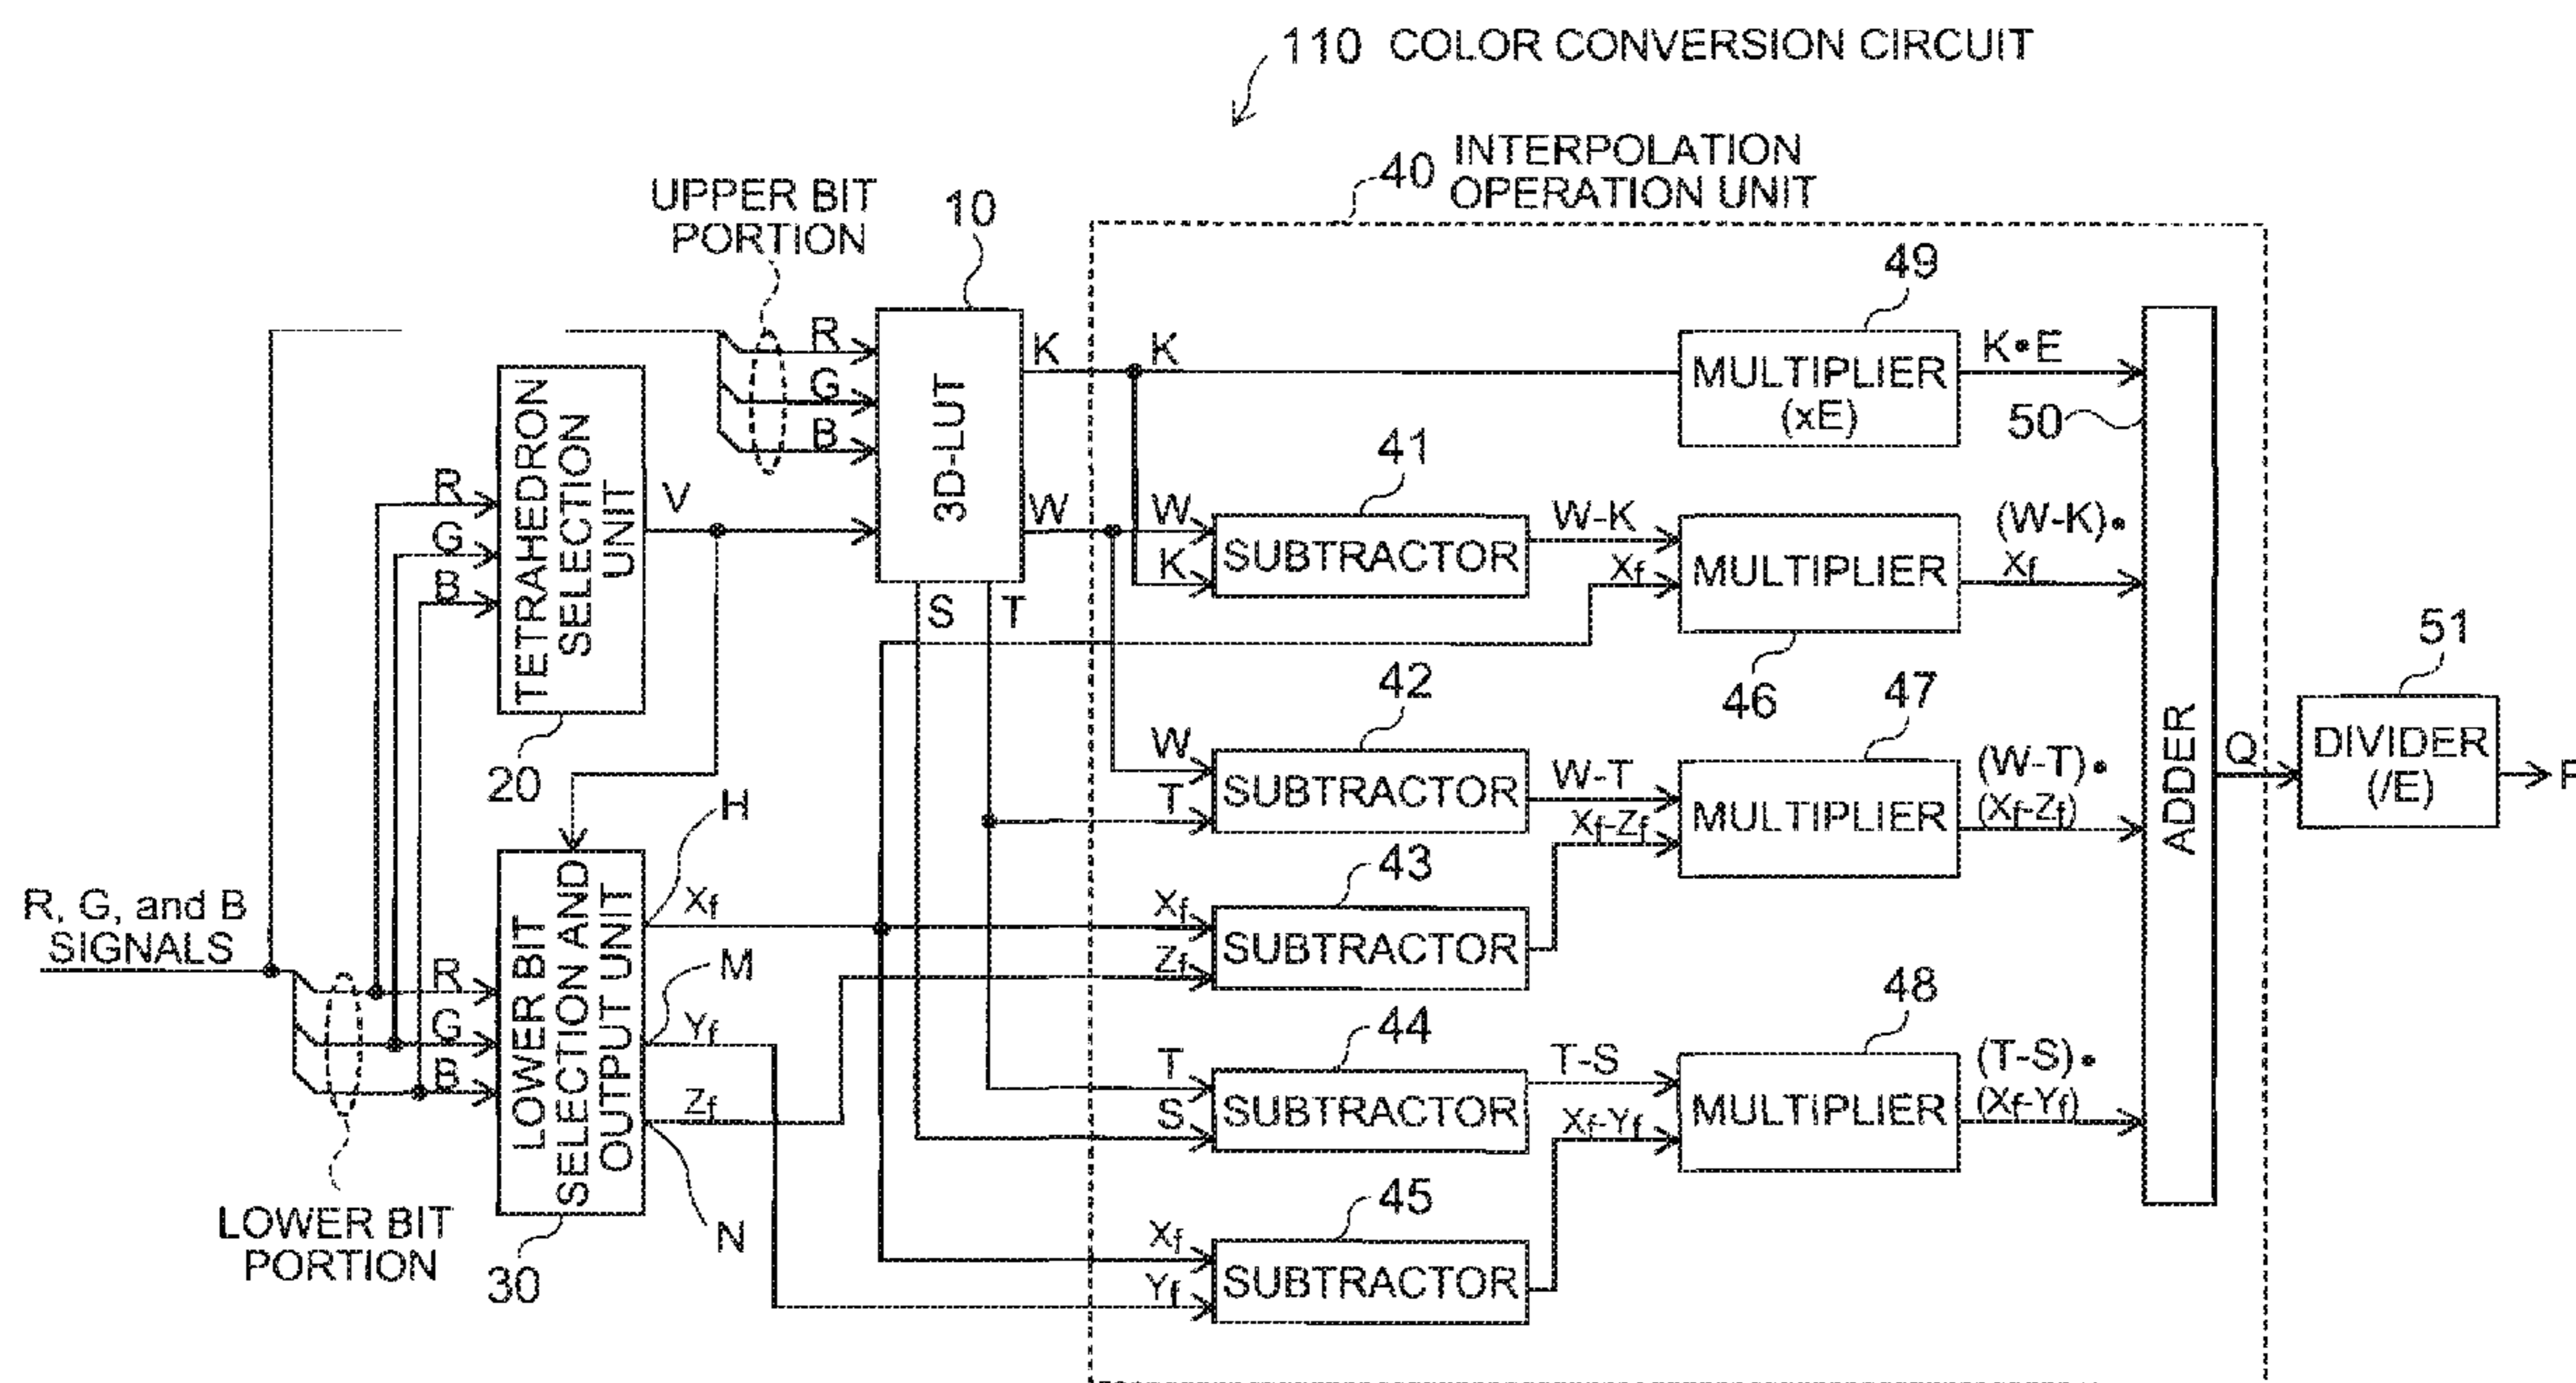 110 COLOR CONVERSION CIRCUIT
40 INTERPOLATION
OPERATION UNIT
UPPER BIT
PORTION
10
R
G
B
3D-LUT
K
K
W
S
T
49
MULTIPLIER
(xE)
K•E
50
ADDER
R
G
B
TETRAHEDRON
SELECTION
UNIT
V
20
41
W
K
SUBTRACTOR
W-K
Xf
MULTIPLIER
46
(W-K)•
Xf
42
W
T
SUBTRACTOR
W-T
Xf-Zf
47
MULTIPLIER
(W-T)•
(Xf-Zf)
Q
51
DIVIDER
(/E)
43
Xf
Zf
SUBTRACTOR
R, G, and B
SIGNALS
R
G
B
LOWER BIT
PORTION
LOWER BIT
SELECTION AND
OUTPUT UNIT
30
H
Xf
M
Yf
Zf
N
44
T
S
SUBTRACTOR
T-S
Xf-Yf
48
MULTIPLIER
(T-S)•
(Xf-Yf)
45
Xf
Yf
SUBTRACTOR